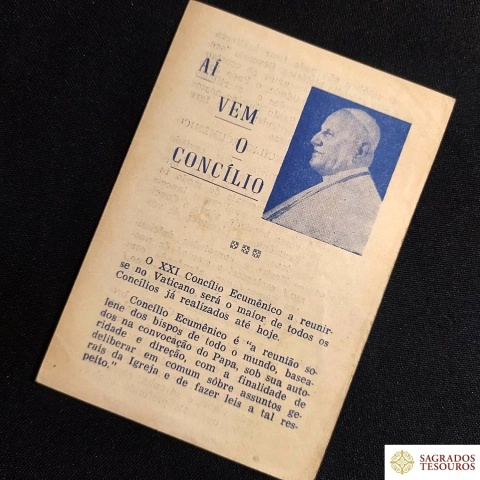 AÍ
VEM
O
CONCÍLIO
O XXI Concílio Ecumênico a reunir-
se no Vaticano será o maior de todos os
Concílios já realizados até hoje.
Concílio Ecumênico é "a reunião so-
lene dos bispos de todo o mundo, basea-
dos na convocação do Papa, sob sua auto-
ridade e direção, com a finalidade de
deliberar em comum sôbre assuntos ge-
rais da Igreja e de fazer leis a tal res-
peito."
SAGRADOS
TESOUROS